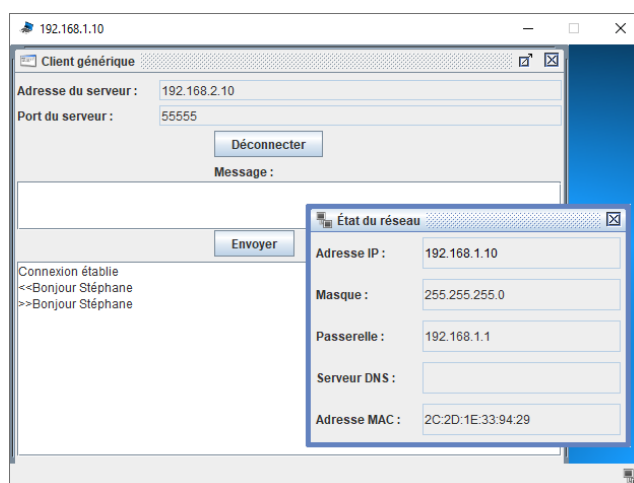 192.168.1.10
Client générique
Adresse du serveur : 192.168.2.10
Port du serveur : 55555
Déconnecter
Message :
Envoyer
Connexion établie
<<Bonjour Stéphane
>>Bonjour Stéphane
État du réseau
Adresse IP : 192.168.1.10
Masque : 255.255.255.0
Passerelle : 192.168.1.1
Serveur DNS :
Adresse MAC : 2C:2D:1E:33:94:29